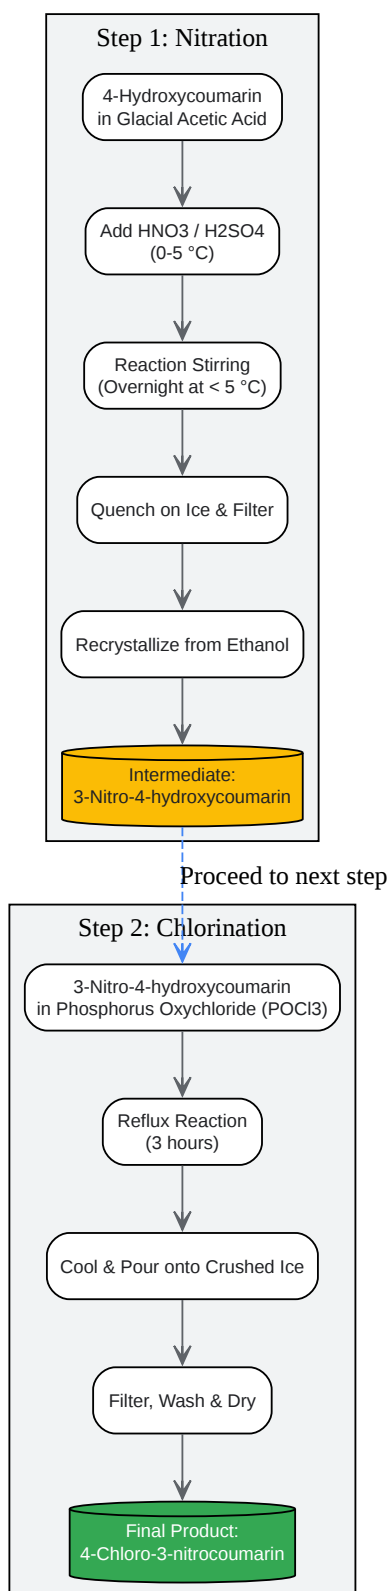 Step 1: Nitration
4-Hydroxycoumarin
in Glacial Acetic Acid
Add HNO3 / H2SO4
(0-5 °C)
Reaction Stirring
(Overnight at < 5 °C)
Quench on Ice & Filter
Recrystallize from Ethanol
Intermediate:
3-Nitro-4-hydroxycoumarin
Proceed to next step
Step 2: Chlorination
3-Nitro-4-hydroxycoumarin
in Phosphorus Oxychloride (POCl3)
Reflux Reaction
(3 hours)
Cool & Pour onto Crushed Ice
Filter, Wash & Dry
Final Product:
4-Chloro-3-nitrocoumarin